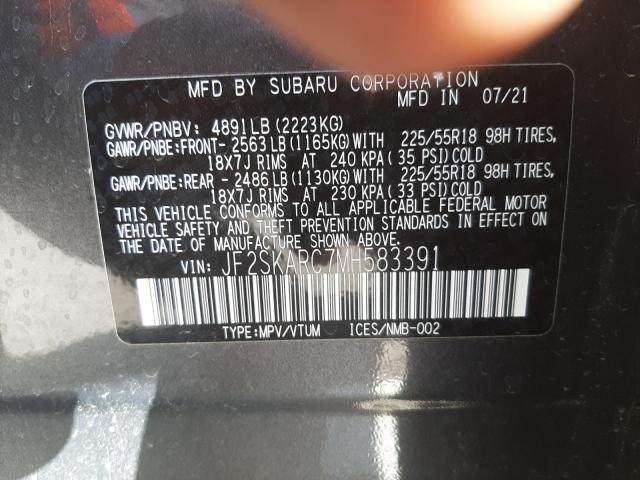 MFD BY SUBARU CORPORATION
MFD IN 07/21
GVWR/PNBV: 4891LB (2223KG)
GAWR/PNBE:FRONT- 2563 LB (1165KG) WITH 225/55R18 98H TIRES,
18X7J RIMS AT 240 KPA (35 PSI) COLD
GAWR/PNBE:REAR - 2486 LB (1130KG) WITH 225/55R18 98H TIRES,
18X7J RIMS AT 230 KPA (33 PSI) COLD
THIS VEHICLE CONFORMS TO ALL APPLICABLE FEDERAL MOTOR
VEHICLE SAFETY AND THEFT PREVENTION STANDARDS IN EFFECT ON
THE DATE OF MANUFACTURE SHOWN ABOVE.
VIN: JF2SKARC7MH583391
TYPE:MPV/VTUM ICES/NMB-002